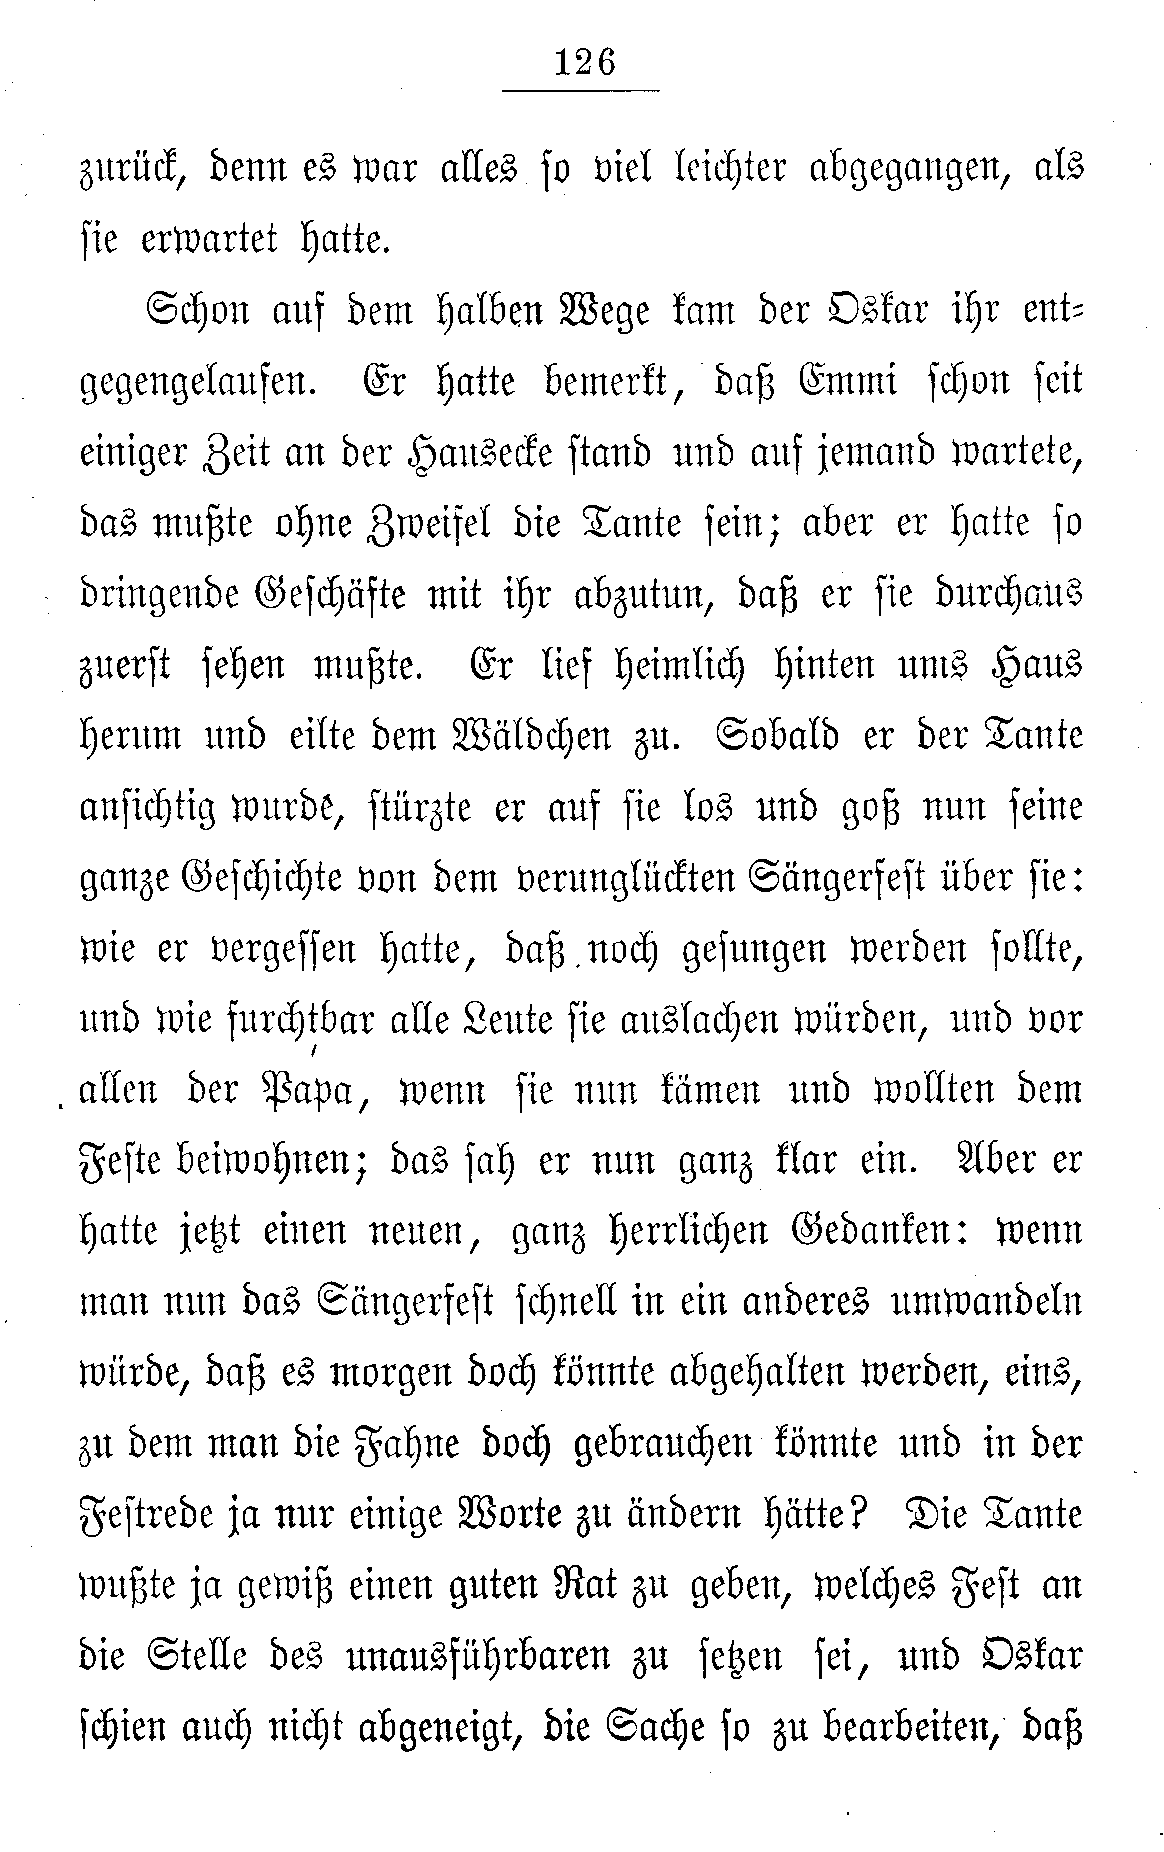 126
zurück, denn es war alles so viel leichter abgegangen, als
sie erwartet hatte.
Schon auf dem halben Wege kam der Oskar ihr ent-
gegengelaufen. Er hatte bemerkt, daß Emmi schon seit
einiger Zeit an der Hausecke stand und auf jemand wartete,
das mußte ohne Zweifel die Tante sein; aber er hatte so
dringende Geschäfte mit ihr abzutun, daß er sie durchaus
zuerst sehen mußte. Er lief heimlich hinten ums Haus
herum und eilte dem Wäldchen zu. Sobald er der Tante
ansichtig wurde, stürzte er auf sie los und goß nun seine
ganze Geschichte von dem verunglückten Sängerfest über sie:
wie er vergessen hatte, daß noch gesungen werden sollte,
und wie furchtbar alle Leute sie auslachen würden, und vor
allen der Papa, wenn sie nun kämen und wollten dem
Feste beiwohnen; das sah er nun ganz klar ein. Aber er
hatte jetzt einen neuen, ganz herrlichen Gedanken: wenn
man nun das Sängerfest schnell in ein anderes umwandeln
würde, daß es morgen doch könnte abgehalten werden, eins,
zu dem man die Fahne doch gebrauchen könnte und in der
Festrede ja nur einige Worte zu ändern hätte? Die Tante
wußte ja gewiß einen guten Rat zu geben, welches Fest an
die Stelle des unausführbaren zu setzen sei, und Oskar
schien auch nicht abgeneigt, die Sache so zu bearbeiten, daß